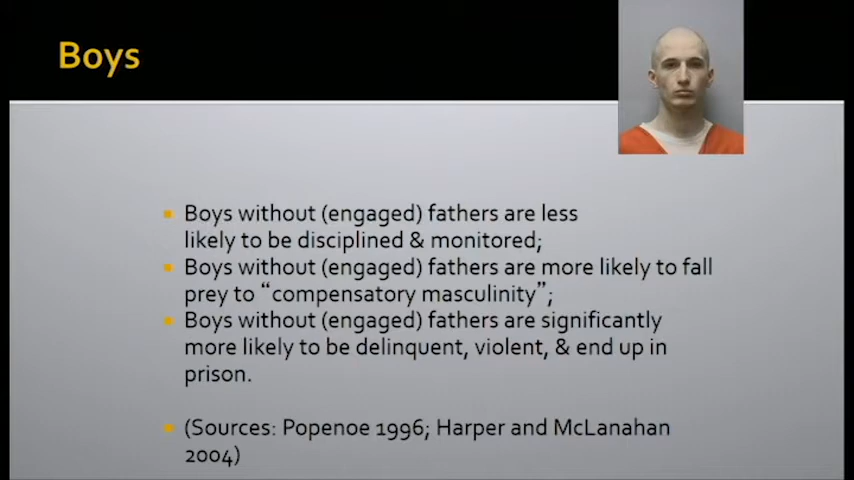 Boys
Boys without (engaged) fathers are less
likely to be disciplined & monitored;
Boys without (engaged) fathers are more likely to fall
prey to “compensatory masculinity”;
Boys without (engaged) fathers are significantly
more likely to be delinquent, violent, & end up in
prison.
(Sources: Popenoe 1996; Harper and McLanahan
2004)